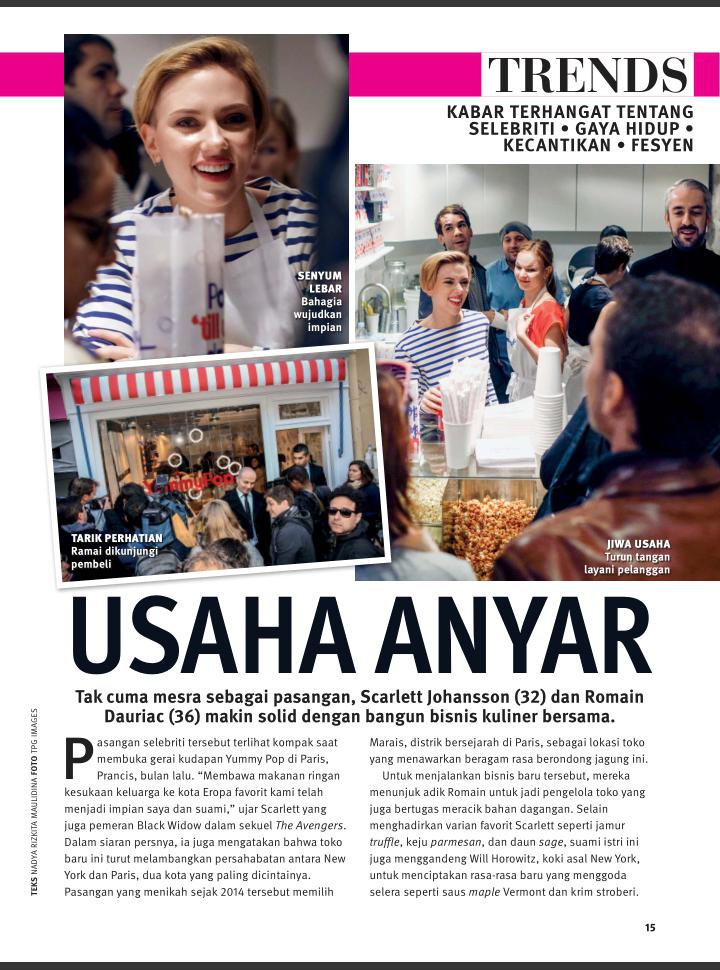 TRENDS
KABAR TERHANGAT TENTANG
SELEBRITI • GAYA HIDUP •
KECANTIKAN • FESYEN
SENYUM
LEBAR
Bahagia
wujudkan
impian
TARIK PERHATIAN
Ramai dikunjungi
pembeli
JIWA USAHA
Turun tangan
layani pelanggan
USAHA ANYAR
Tak cuma mesra sebagai pasangan, Scarlett Johansson (32) dan Romain
Dauriac (36) makin solid dengan bangun bisnis kuliner bersama.
Pasangan selebriti tersebut terlihat kompak saat
membuka gerai kudapan Yummy Pop di Paris,
Prancis, bulan lalu. “Membawa makanan ringan
kesukaan keluarga ke kota Eropa favorit kami telah
menjadi impian saya dan suami,” ujar Scarlett yang
juga pemeran Black Widow dalam sekuel The Avengers.
Dalam siaran persnya, ia juga mengatakan bahwa toko
baru ini turut melambangkan persahabatan antara New
York dan Paris, dua kota yang paling dicintainya.
Pasangan yang menikah sejak 2014 tersebut memilih
Marais, distrik bersejarah di Paris, sebagai lokasi toko
yang menawarkan beragam rasa berondong jagung ini.
Untuk menjalankan bisnis baru tersebut, mereka
menunjuk adik Romain untuk jadi pengelola toko yang
juga bertugas meracik bahan dagangan. Selain
menghadirkan varian favorit Scarlett seperti jamur
truffle, keju parmesan, dan daun sage, suami istri ini
juga menggandeng Will Horowitz, koki asal New York,
untuk menciptakan rasa-rasa baru yang menggoda
selera seperti saus maple Vermont dan krim stroberi.
TEKS NADYA RIZKITA MAULIDINA FOTO TPG IMAGES
YummyPop
'till
15